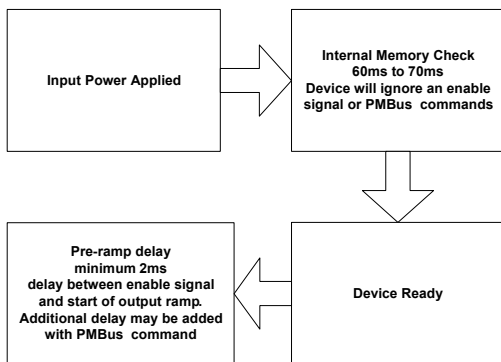 Input Power Applied
Internal Memory Check
60ms to 70ms
Device will ignore an enable
signal or PMBus commands
Device Ready
Pre-ramp delay
minimum 2ms
delay between enable signal
and start of output ramp.
Additional delay may be added
with PMBus command